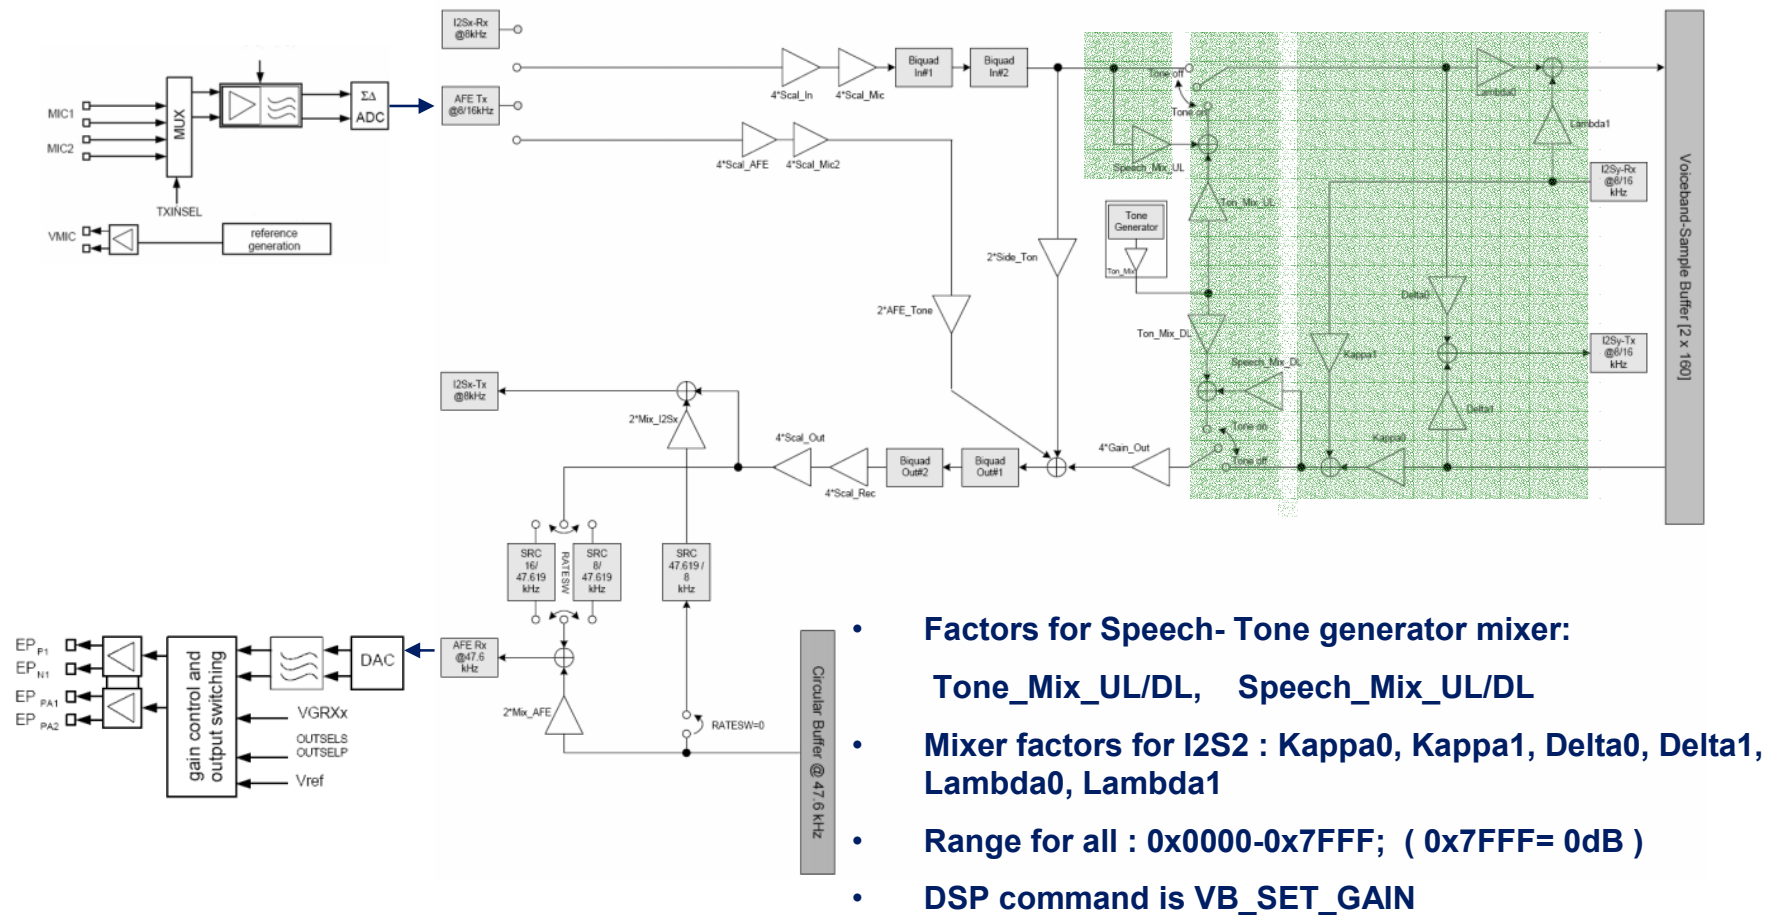 I2Sx-Rx
@8kHz
MIC1
MIC2
MUX
TXINSEL
ΣΔ
ADC
AFE Tx
@8/16kHz
VMIC
reference
generation
4*Scal_In
4*Scal_Mic
Biquad
In#1
Biquad
In#2
4*Scal_AFE
4*Scal_Mic2
Tone off
Tone on
Speech_Mix_UL
Ton_Mix_UL
Tone
Generator
Ton_Mix
Lambda0
Lambda1
I2Sy-Rx
@8/16
kHz
Voiceband-Sample Buffer [2 x 160]
2*Side_Ton
2*AFE_Tone
Ton_Mix_DL
Speech_Mix_DL
Delta0
Kappa1
I2Sy-Tx
@8/16
kHz
Delta1
Kappa0
Tone on
Tone off
I2Sx-Tx
@8kHz
2*Mix_I2Sx
4*Scal_Out
4*Scal_Rec
Biquad
Out#2
Biquad
Out#1
4*Gain_Out
SRC
16/
47.619
kHz
RATESW
SRC
8/
47.619
kHz
SRC
47.619 /
8
kHz
EP P1
EP N1
EP PA1
EP PA2
gain control and
output switching
DAC
AFE Rx
@47.6
kHz
VGRXx
OUTSELS
OUTSELP
Vref
2*Mix_AFE
RATESW=0
Circular Buffer @ 47.6 kHz
• Factors for Speech- Tone generator mixer:
Tone_Mix_UL/DL, Speech_Mix_UL/DL
• Mixer factors for I2S2 : Kappa0, Kappa1, Delta0, Delta1,
Lambda0, Lambda1
• Range for all : 0x0000-0x7FFF; ( 0x7FFF= 0dB )
• DSP command is VB_SET_GAIN